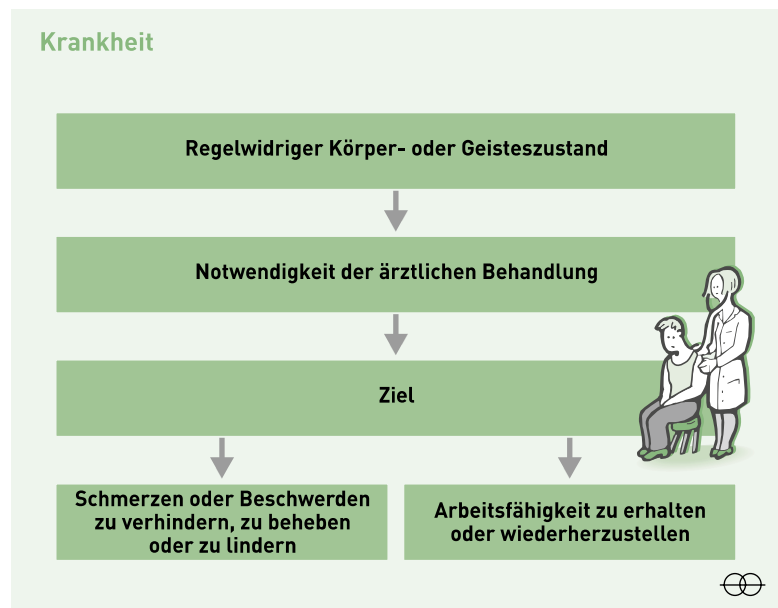 Krankheit
Regelwidriger Körper- oder Geisteszustand
Notwendigkeit der ärztlichen Behandlung
Ziel
Schmerzen oder Beschwerden
zu verhindern, zu beheben
oder zu lindern
Arbeitsfähigkeit zu erhalten
oder wiederherzustellen